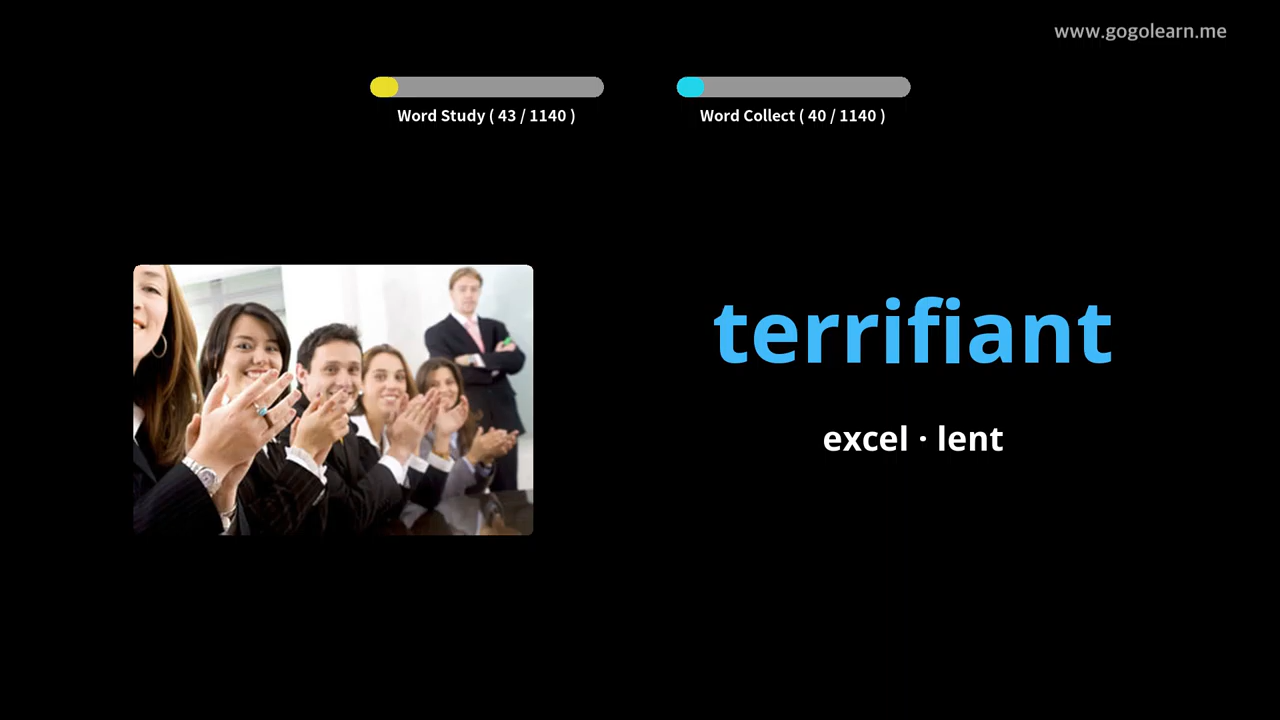 www.gogolearn.me
Word Study ( 43 / 1140 )
Word Collect ( 40 / 1140 )
terrifiant
excel · lent